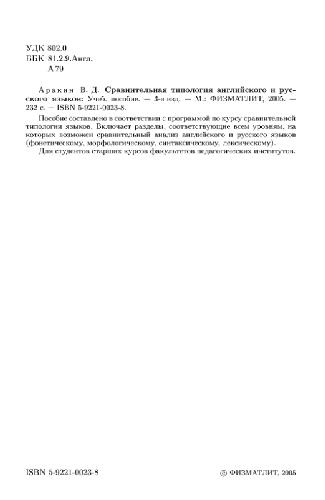 УДК 802.0
ББК 81.2.9.Англ.
А 79
Аракин В. Д. Сравнительная типология английского и рус-
ского языков: Учеб. пособие. — 3-е изд. — М.: ФИЗМАТЛИТ, 2005. —
232 с. — ISBN 5-9221-0023-8.
Пособие составлено в соответствии с программой по курсу сравнительной
типологии языков. Включает разделы, соответствующие всем уровням, на
которых возможен сравнительный анализ английского и русского языков
(фонетическому, морфологическому, синтаксическому, лексическому).
Для студентов старших курсов факультетов педагогических институтов.
ISBN 5-9221-0023-8
© ФИЗМАТЛИТ, 2005